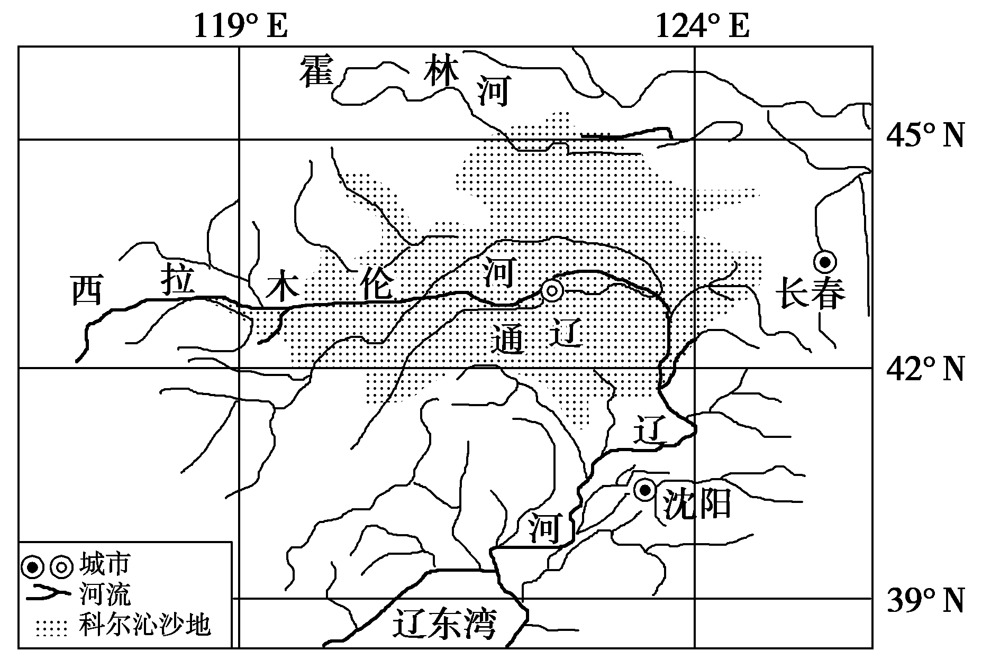 119° E
124° E
霍林河
45° N
西拉木伦河
长春
通辽
42° N
辽河
沈阳
城市
河流
科尔沁沙地
辽东湾
39° N